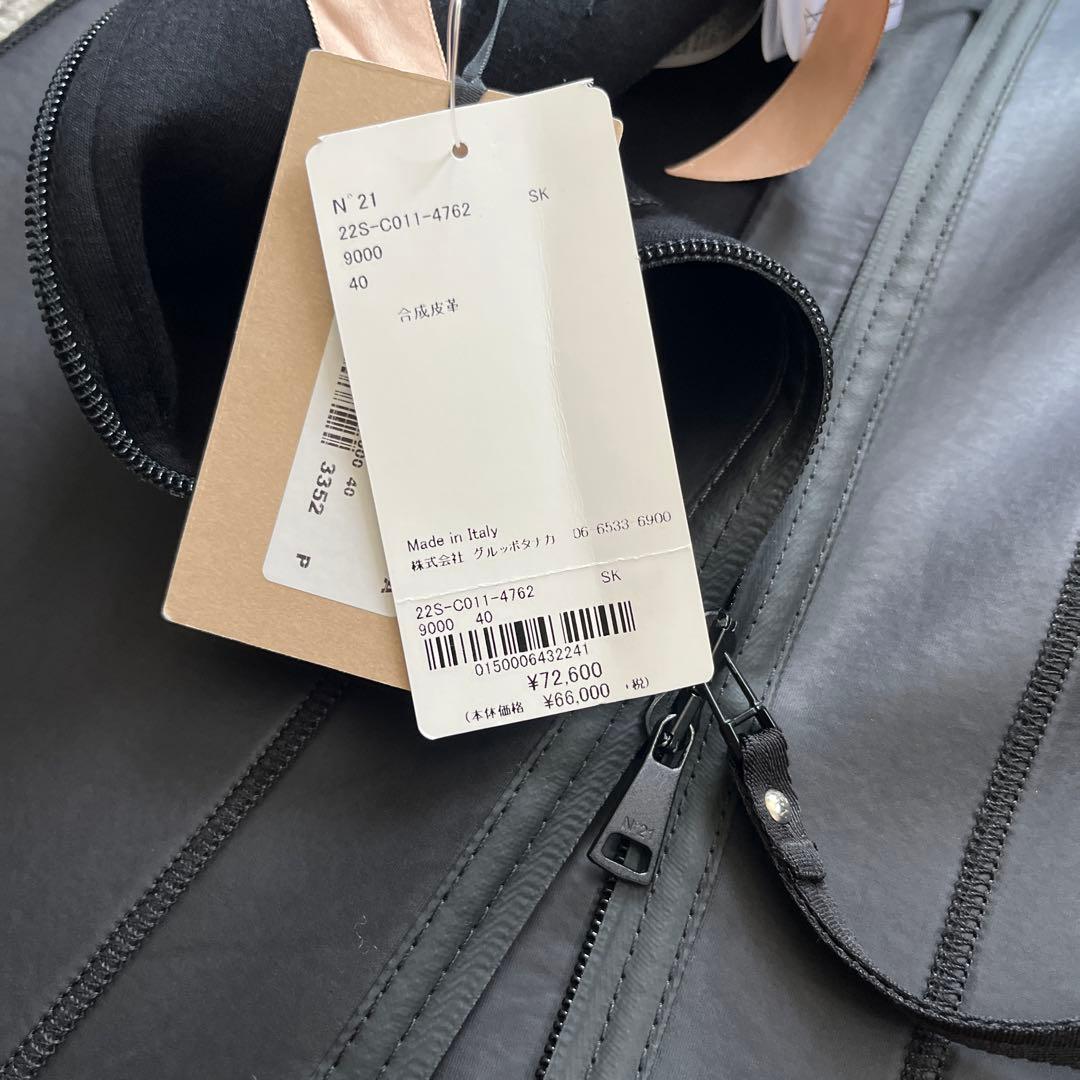 N°21
22S-C011-4762 SK
9000
40
合成皮革
Made in Italy
株式会社 グルッポタナカ 06-6533-6900
22S-C011-4762 SK
9000 40
0150006432241
¥72,600
(本体価格 ¥66,000 税)
40
3352
P
N°21